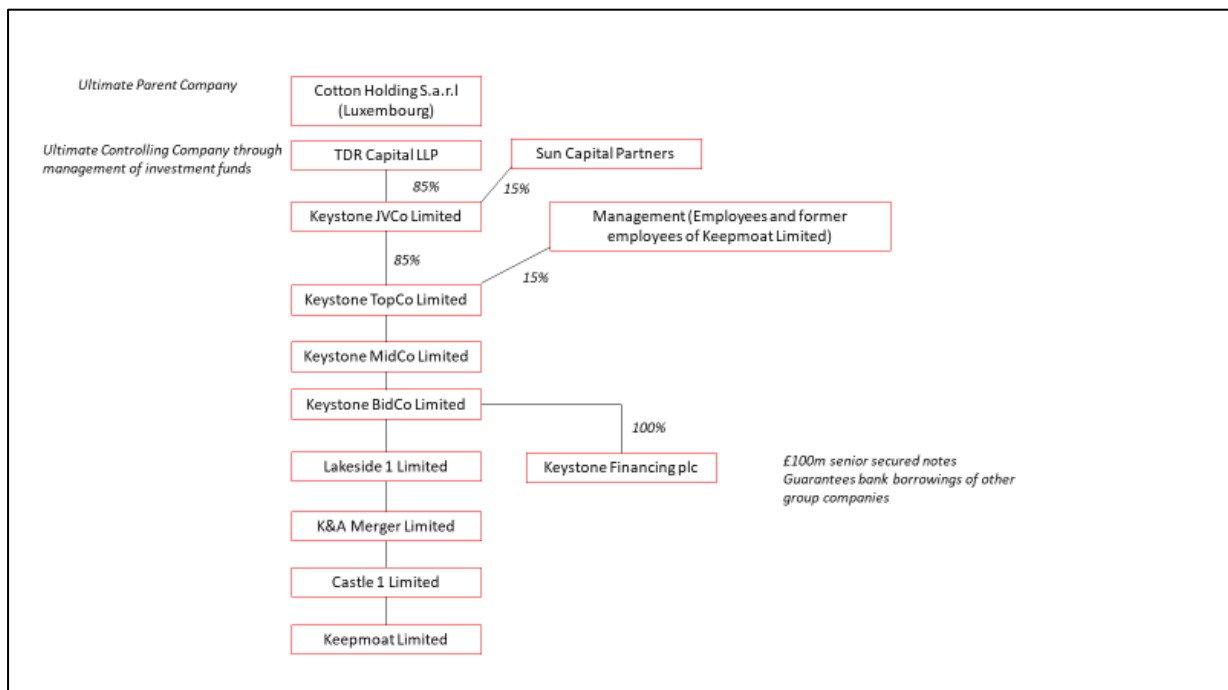 Ultimate Parent Company
Cotton Holding S.a.r.l
(Luxembourg)
Ultimate Controlling Company through
management of investment funds
TDR Capital LLP
Sun Capital Partners
85%
15%
Keystone JVCo Limited
Management (Employees and former
employees of Keepmoat Limited)
85%
15%
Keystone TopCo Limited
Keystone MidCo Limited
Keystone BidCo Limited
100%
Lakeside 1 Limited
Keystone Financing plc
£100m senior secured notes
Guarantees bank borrowings of other
group companies
K&A Merger Limited
Castle 1 Limited
Keepmoat Limited